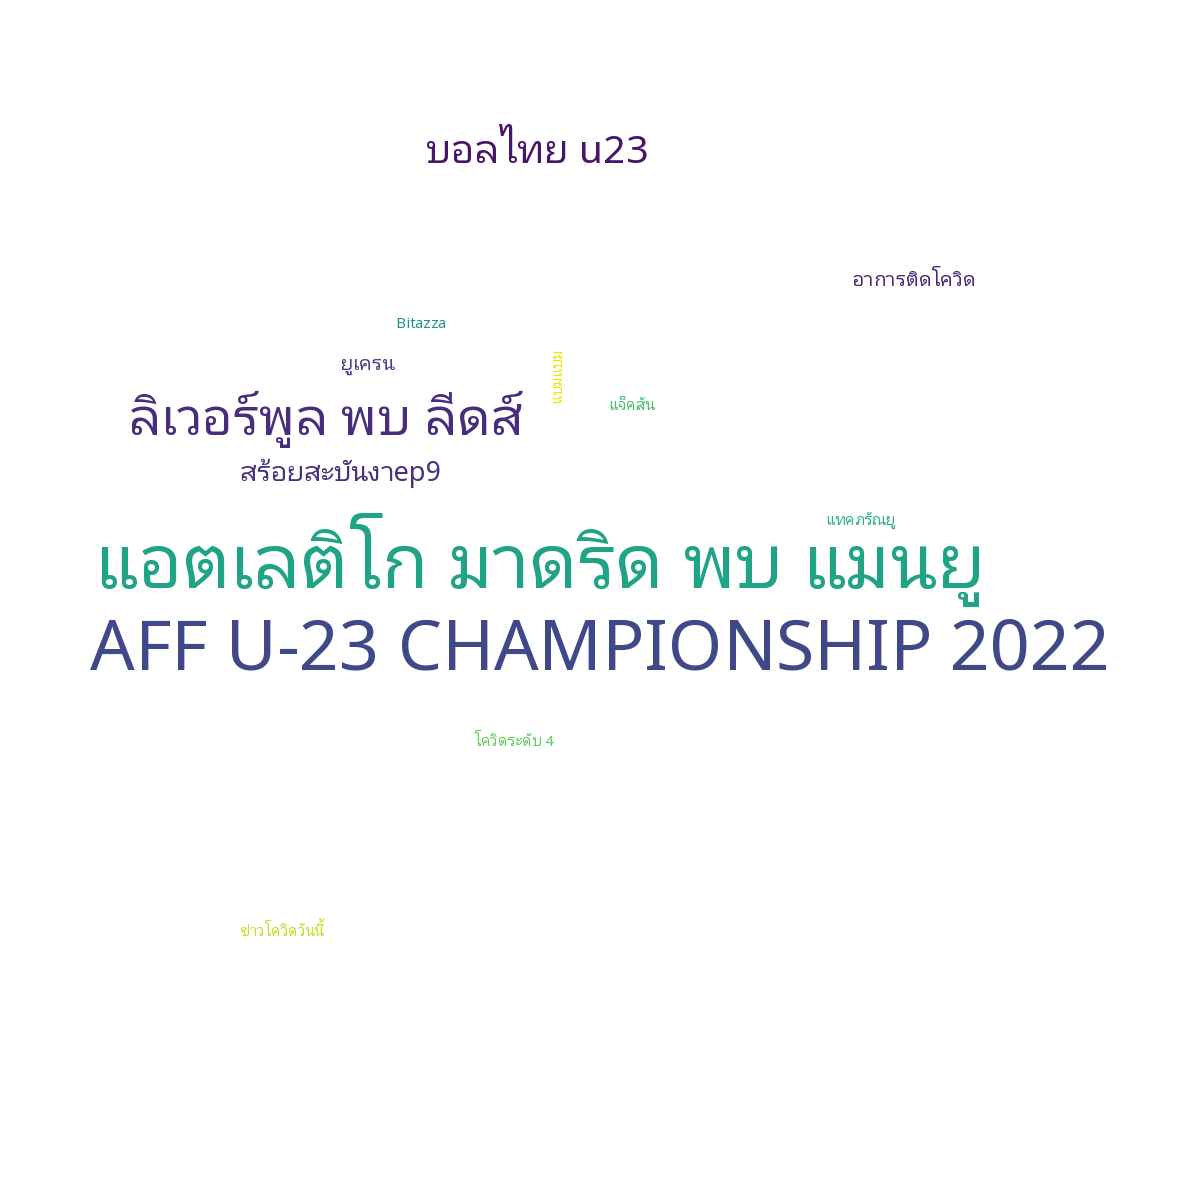 บอลไทย u23
อาการติดโควิด
Bitazza
ยูเครน
แบมแบม
แจ็คสัน
ลิเวอร์พูล พบ ลีดส์
สร้อยสะบันงาep9
แทคภรัณยู
แอตเลติโก มาดริด พบ แมนยู
AFF U-23 CHAMPIONSHIP 2022
โควิดระดับ 4
ข่าวโควิดวันนี้